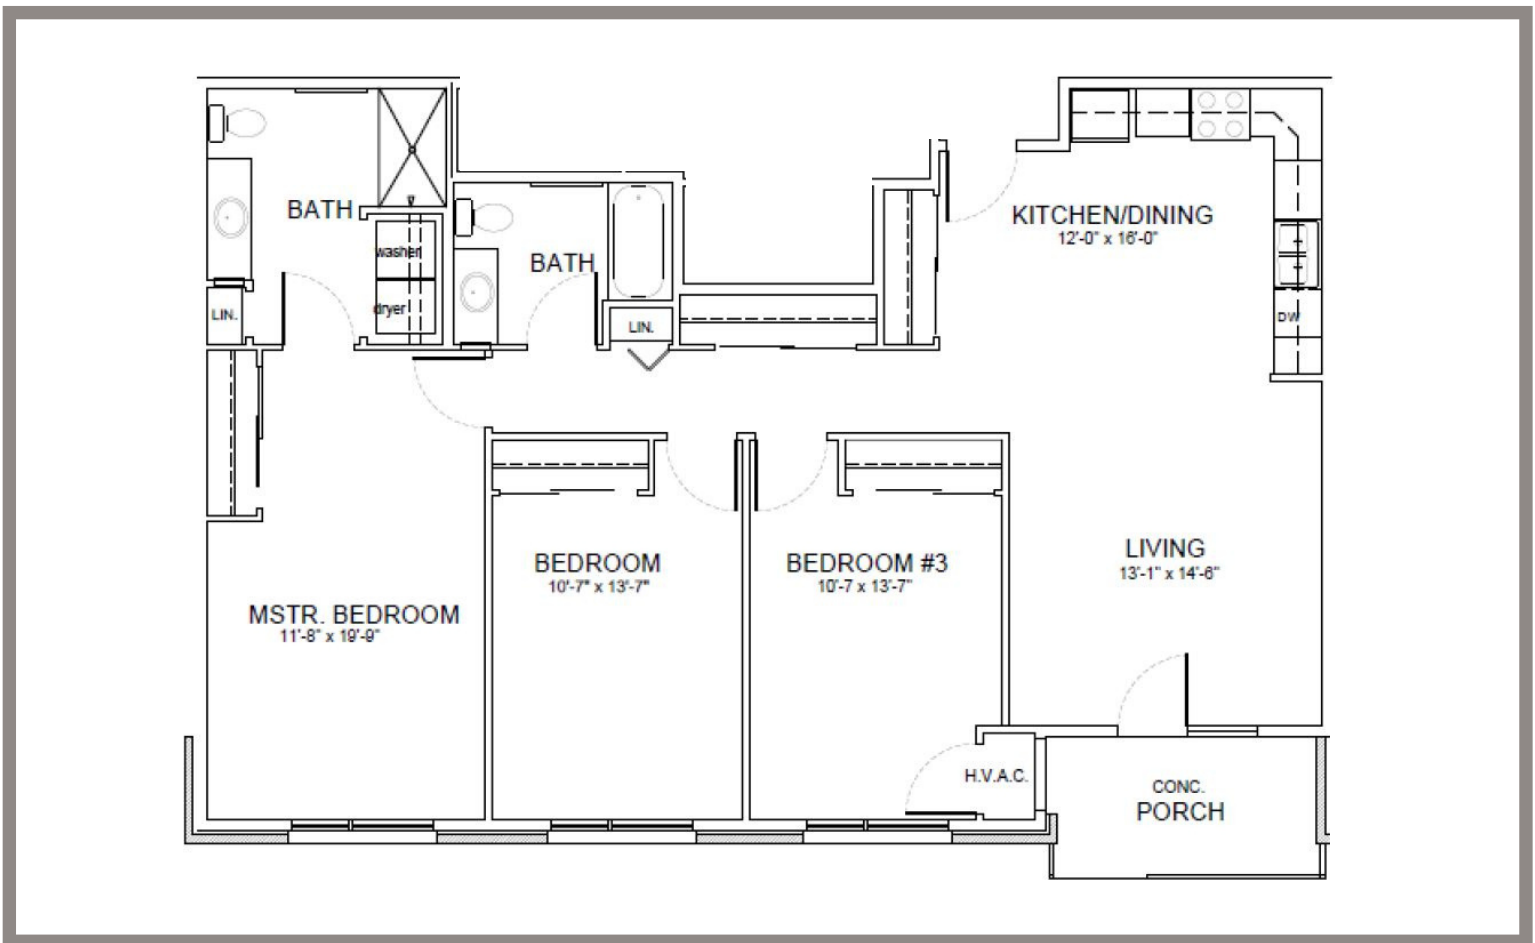 BATH
washer
dryer
LIN.
BATH
LIN.
KITCHEN/DINING
12'-0" x 16'-0"
DW
MSTR. BEDROOM
11'-8" x 19'-9"
BEDROOM
10'-7" x 13'-7"
BEDROOM #3
10'-7 x 13'-7"
LIVING
13'-1" x 14'-6"
H.V.A.C.
CONC.
PORCH